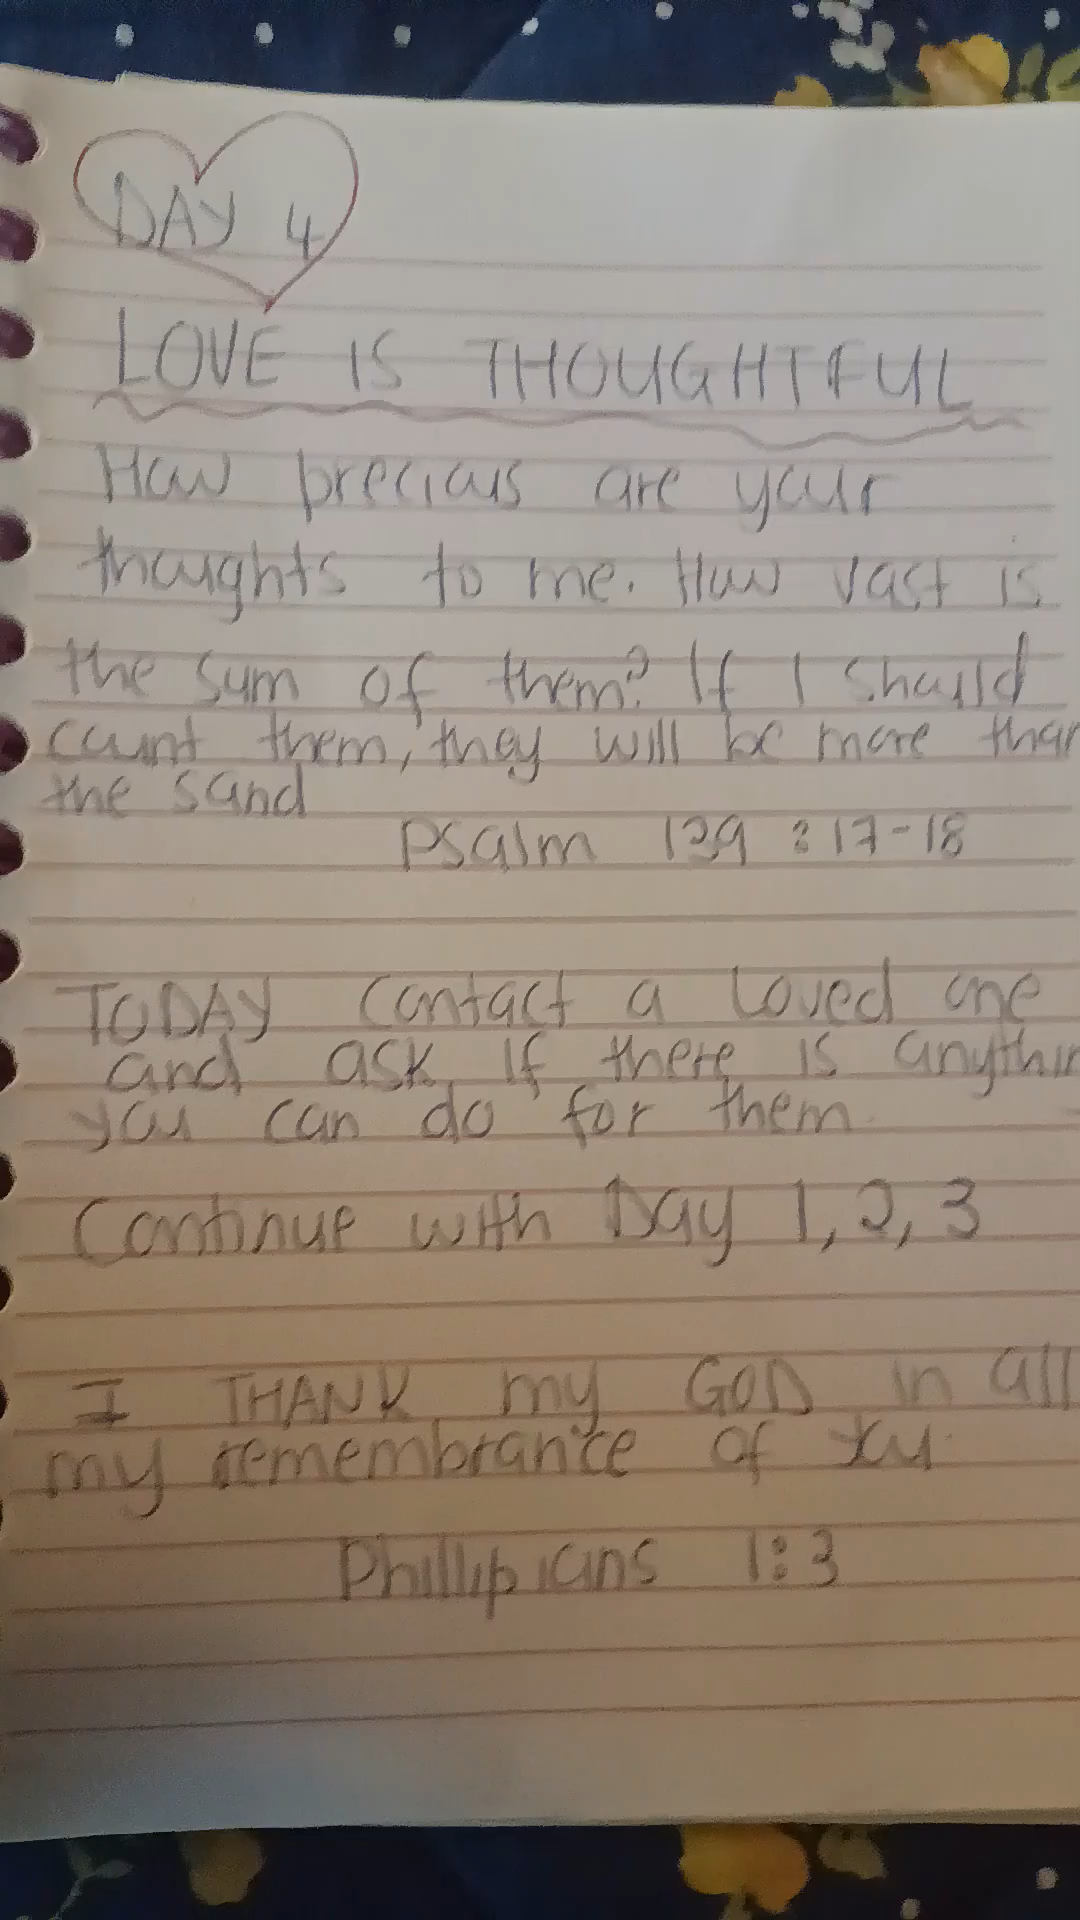 DAY 4
LOVE IS THOUGHTFUL
How precious are your
thoughts to me. How vast is
the sum of them? If I should
count them, they will be more than
the sand
Psalm 139 : 17-18
TODAY contact a loved one
and ask if there is anythin
you can do for them.
Continue with Day 1, 2, 3
I THANK my GOD in all
my remembrance of you.
Phillipians 1:3